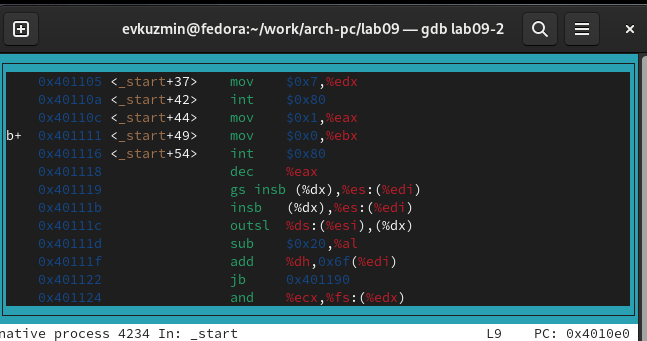 evkuzmin@fedora:~/work/arch-pc/lab09 — gdb lab09-2
0x401105 <_start+37> mov $0x7,%edx
0x40110a <_start+42> int $0x80
0x40110c <_start+44> mov $0x1,%eax
b+ 0x401111 <_start+49> mov $0x0,%ebx
0x401116 <_start+54> int $0x80
0x401118 dec %eax
0x401119 gs insb (%dx),%es:(%edi)
0x40111b insb (%dx),%es:(%edi)
0x40111c outsl %ds:(%esi),(%dx)
0x40111d sub $0x20,%al
0x40111f add %dh,0x6f(%edi)
0x401122 jb 0x401190
0x401124 and %ecx,%fs:(%edx)
native process 4234 In: _start L9 PC: 0x4010e0